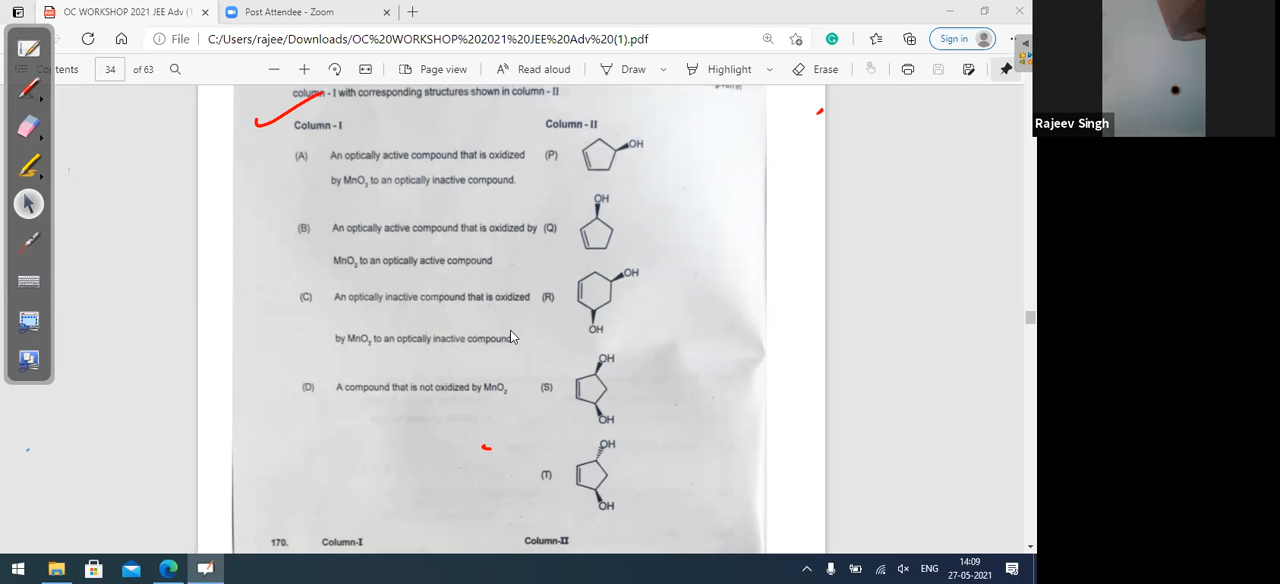 OC WORKSHOP 2021 JEE Adv (1
Post Attendee - Zoom
File
C:/Users/rajee/Downloads/OC%20WORKSHOP%202021%20JEE%20Adv%20(1).pdf
Sign in
34
of 63
Page view
Read aloud
Draw
Highlight
Erase
Rajeev Singh
column - I with corresponding structures shown in column - II
Column - I
Column - II
(A) An optically active compound that is oxidized (P)
by MnO2 to an optically inactive compound.
OH
(B) An optically active compound that is oxidized by (Q)
OH
MnO2 to an optically active compound
(C) An optically inactive compound that is oxidized (R)
OH
by MnO2 to an optically inactive compound
OH
(D) A compound that is not oxidized by MnO2 (S)
OH
OH
(T)
OH
OH
170. Column-I
Column-II
ENG
14:09
27-05-2021